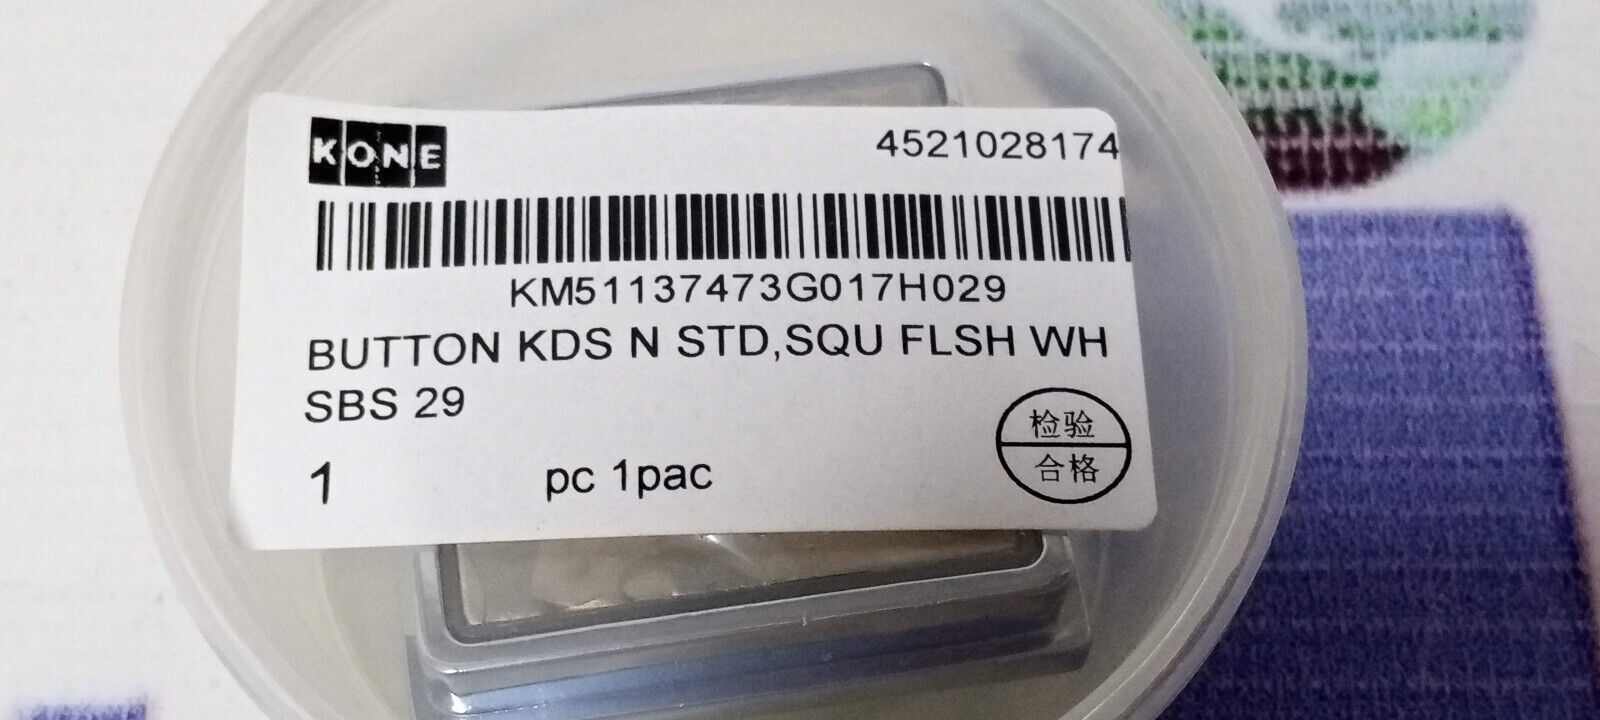 KONE
4521028174
KM51137473G017H029
BUTTON KDS N STD,SQU FLSH WH
SBS 29
1 pc 1pac
检验
合格